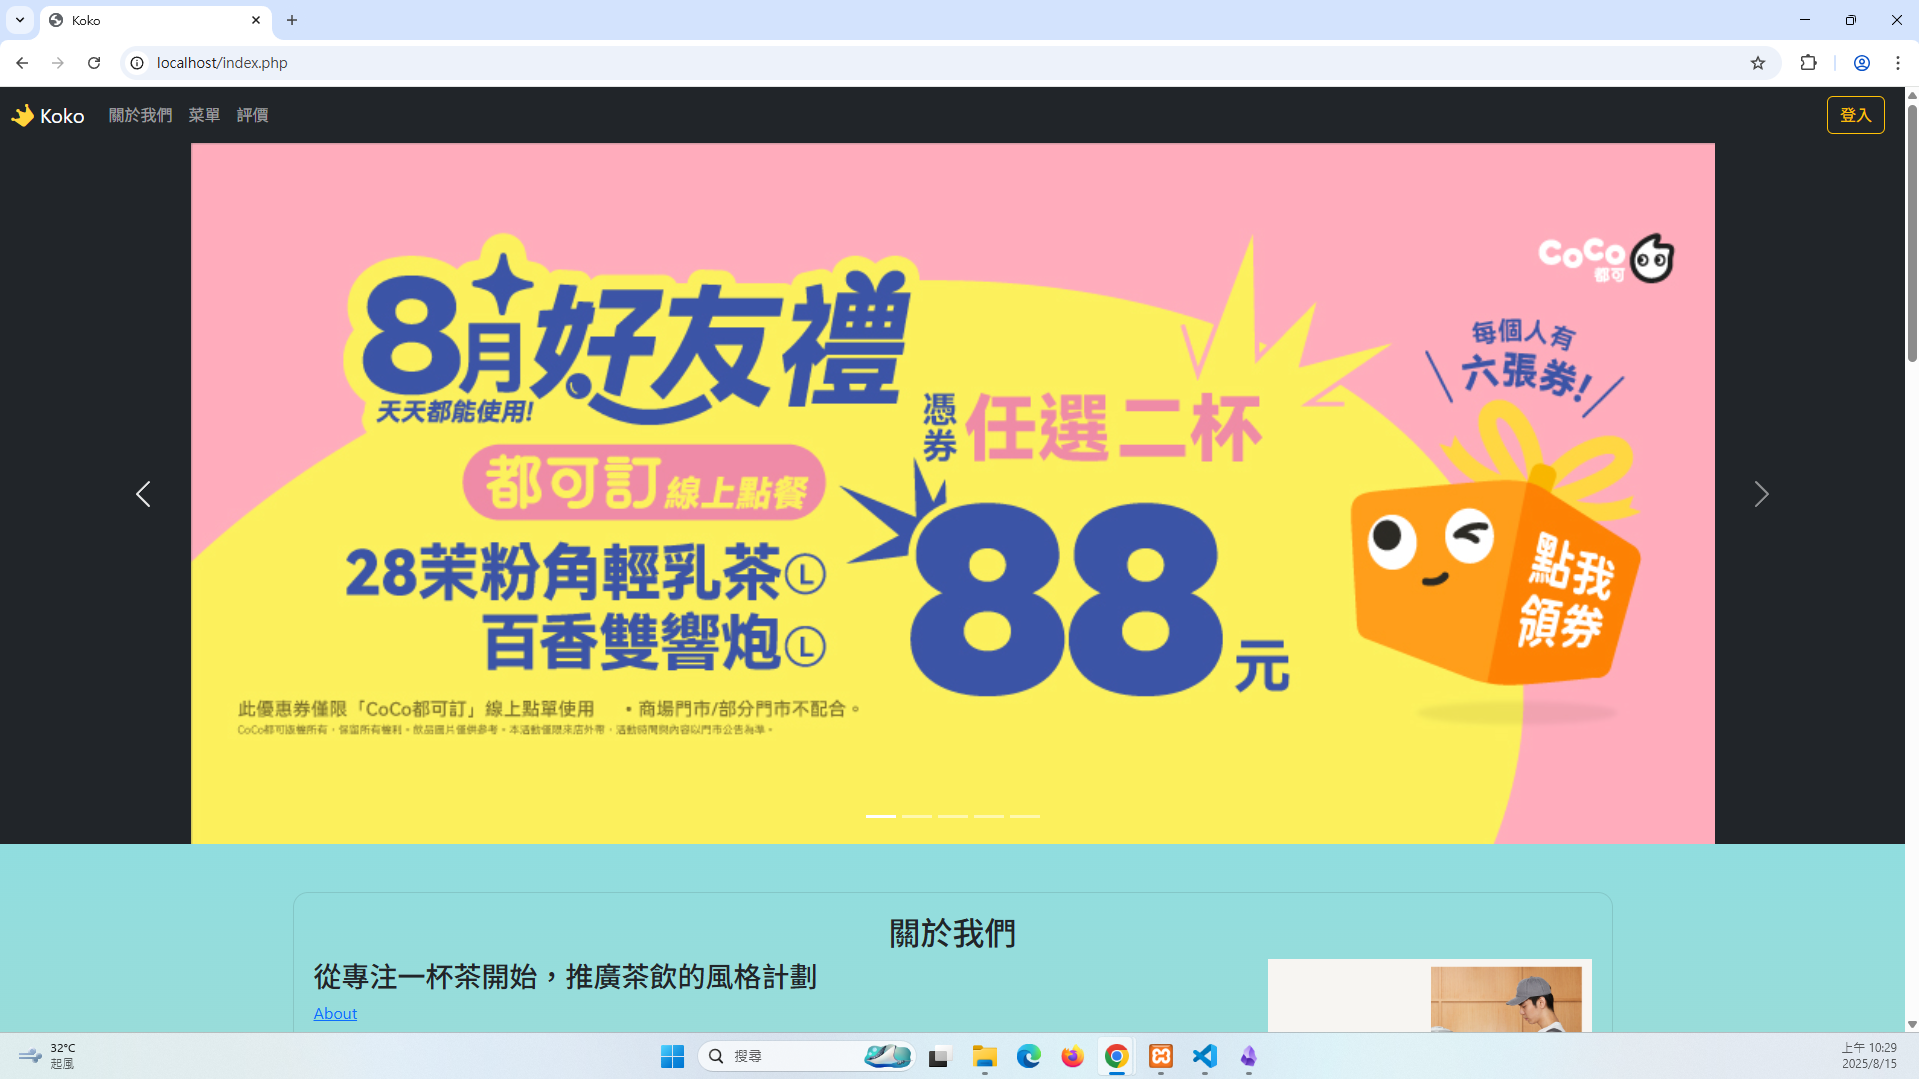 Koko
localhost/index.php
Koko 關於我們 菜單 評價 登入
CoCo
都可
8月好友禮
天天都能使用!
每個人有
六張券!
憑券 任選二杯
都可訂 線上點餐
28茉粉角輕乳茶 L
百香雙響炮 L
88元
點我
領券
此優惠券僅限「CoCo都可訂」線上點單使用 •商場門市/部分門市不配合。
CoCo都可版權所有,保留所有權利。飲品圖片僅供參考。本活動僅限來店外帶,活動時間與內容以門市公告為準。
關於我們
從專注一杯茶開始,推廣茶飲的風格計劃
About
32°C
起風
搜尋
上午 10:29
2025/8/15